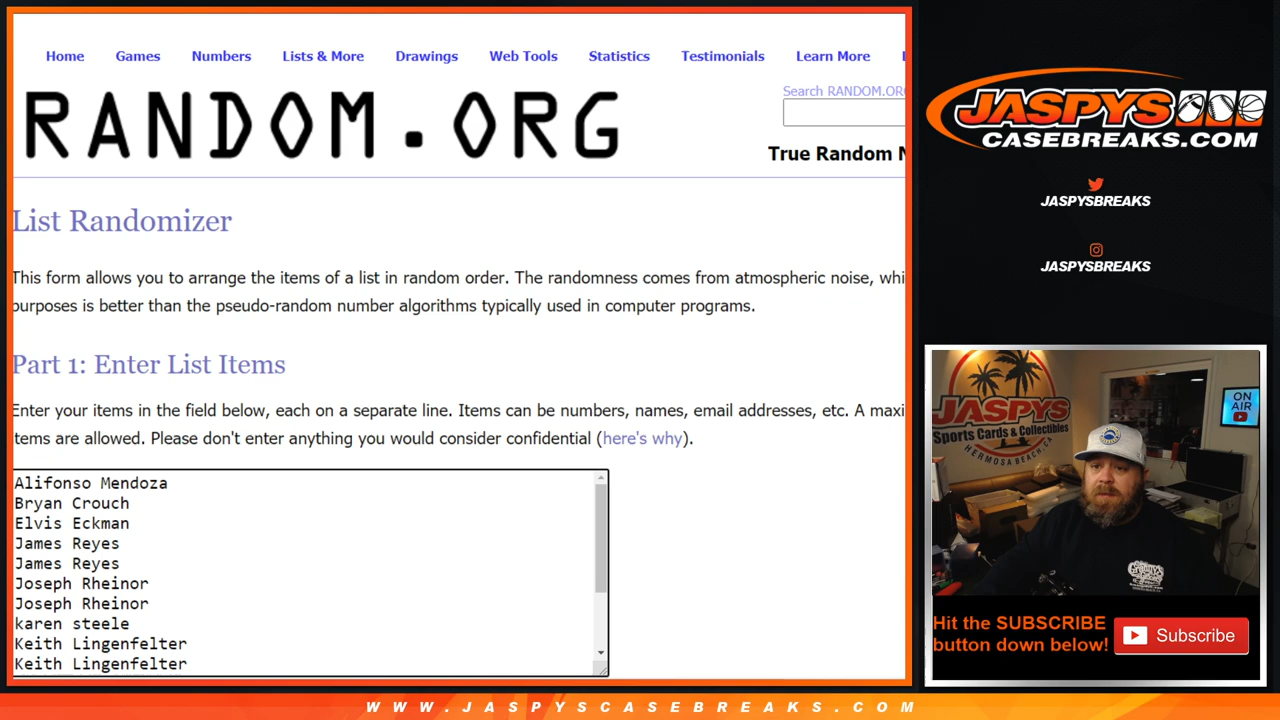 Home Games Numbers Lists & More Drawings Web Tools Statistics Testimonials Learn More
Search RANDOM.ORG
RANDOM.ORG
True Random
List Randomizer
This form allows you to arrange the items of a list in random order. The randomness comes from atmospheric noise, whi
purposes is better than the pseudo-random number algorithms typically used in computer programs.
Part 1: Enter List Items
Enter your items in the field below, each on a separate line. Items can be numbers, names, email addresses, etc. A maxi
items are allowed. Please don't enter anything you would consider confidential (here's why).
Alifonso Mendoza
Bryan Crouch
Elvis Eckman
James Reyes
James Reyes
Joseph Rheinor
Joseph Rheinor
karen steele
Keith Lingenfelter
Keith Lingenfelter
JASPYS
CASEBREAKS.COM
JASPYSBREAKS
JASPYSBREAKS
JASPYS
Sports Cards & Collectibles
HERMOSA BEACH, CA
ON
AIR
Hit the SUBSCRIBE
button down below!
Subscribe
WWW.JASPYSCASEBREAKS.COM